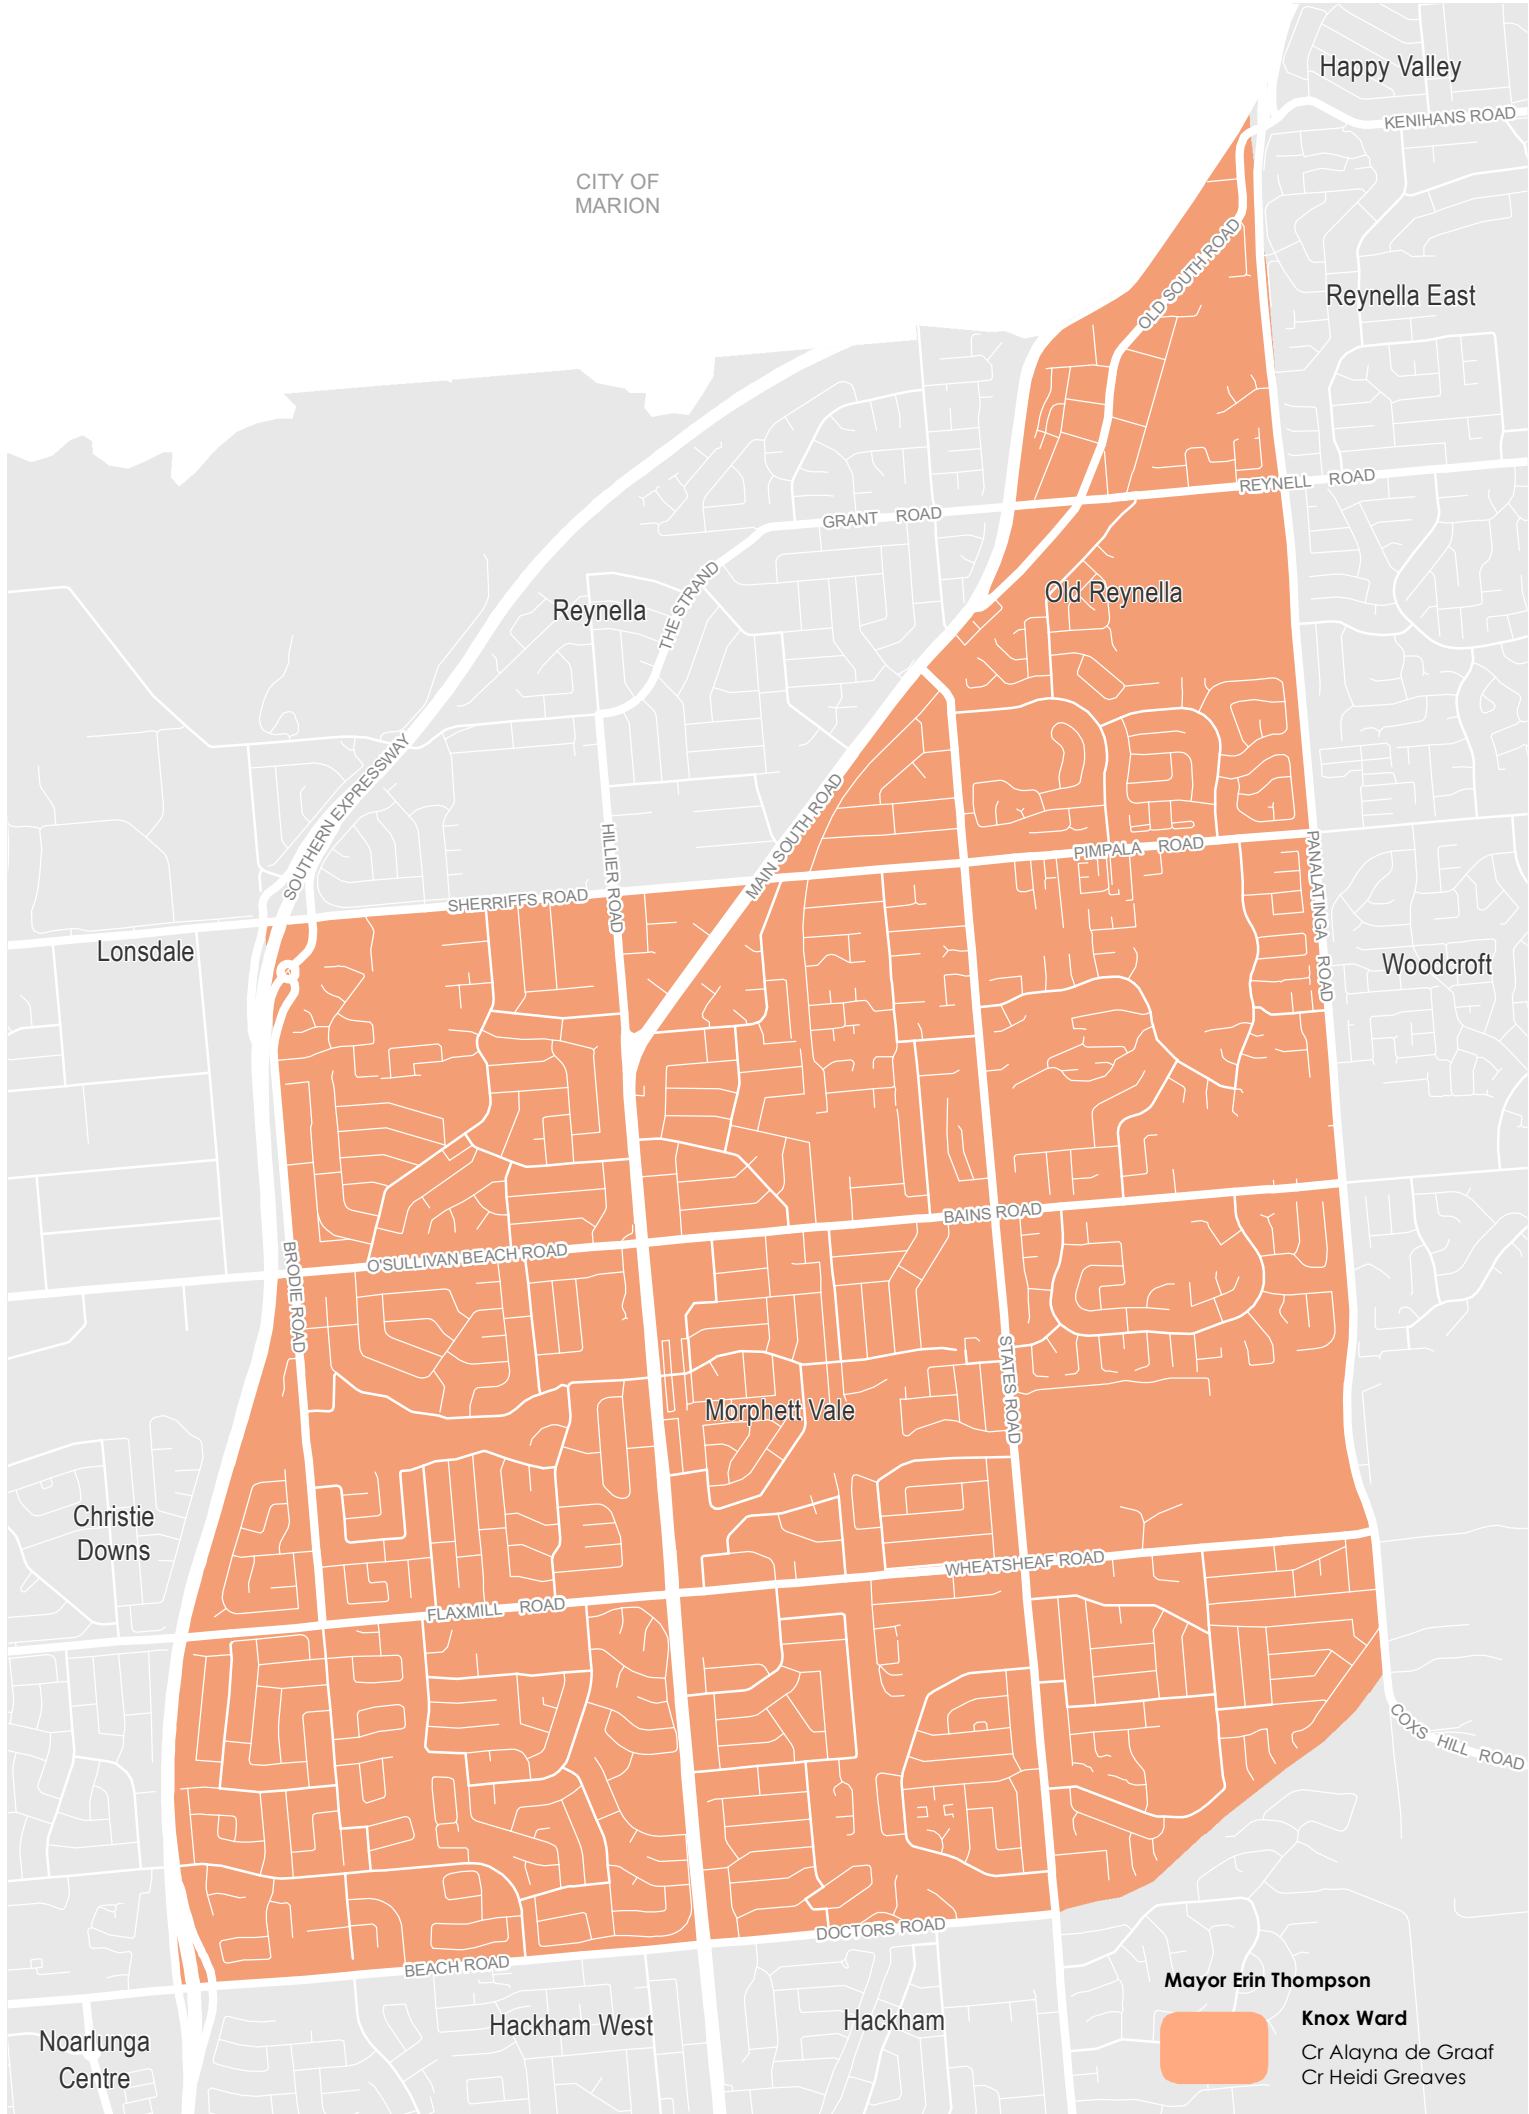 Happy Valley
KENIHANS ROAD
CITY OF
MARION
OLD SOUTH ROAD
Reynella East
REYNELL ROAD
GRANT ROAD
THE STRAND
Reynella
Old Reynella
SOUTHERN EXPRESSWAY
MAIN SOUTH ROAD
HILLIER ROAD
PIMPALA ROAD
PANALATINGA ROAD
SHERRIFFS ROAD
Lonsdale
Woodcroft
BAINS ROAD
O'SULLIVAN BEACH ROAD
BRODIE ROAD
STATES ROAD
Morphett Vale
Christie
Downs
WHEATSHEAF ROAD
FLAXMILL ROAD
COXS HILL ROAD
DOCTORS ROAD
BEACH ROAD
Hackham West
Hackham
Noarlunga
Centre
Mayor Erin Thompson
Knox Ward
Cr Alayna de Graaf
Cr Heidi Greaves